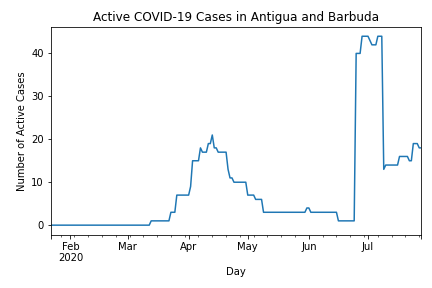 Active COVID-19 Cases in Antigua and Barbuda
Number of Active Cases
40
30
20
10
0
Feb Mar Apr May Jun Jul
2020
Day